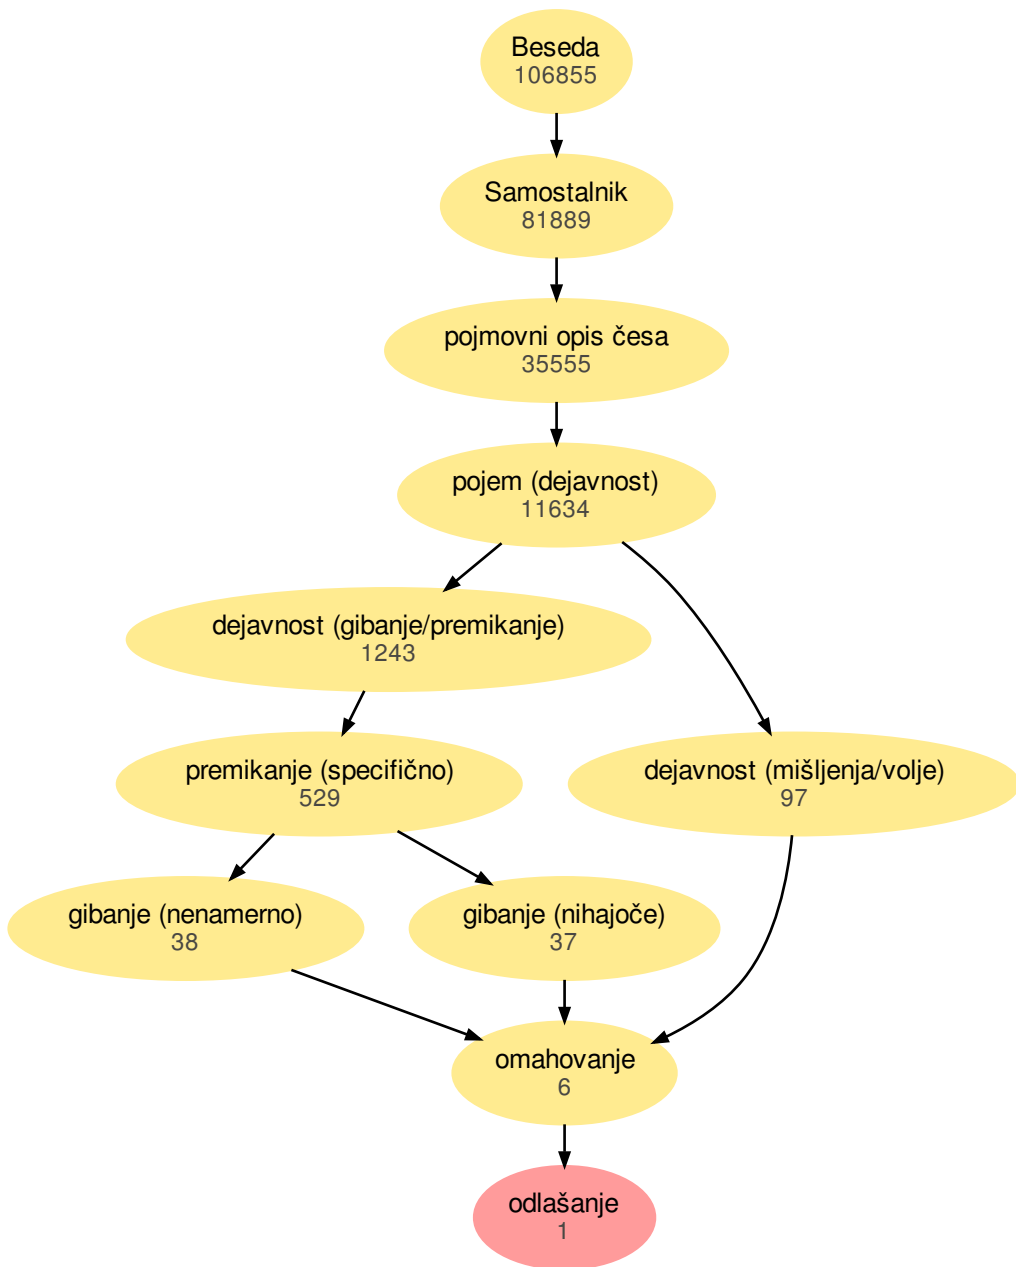 Beseda
106855
Samostalnik
81889
pojmovni opis česa
35555
pojem (dejavnost)
11634
dejavnost (gibanje/premikanje)
1243
premikanje (specifično)
529
dejavnost (mišljenja/volje)
97
gibanje (nenamerno)
38
gibanje (nihajoče)
37
omahovanje
6
odlašanje
1